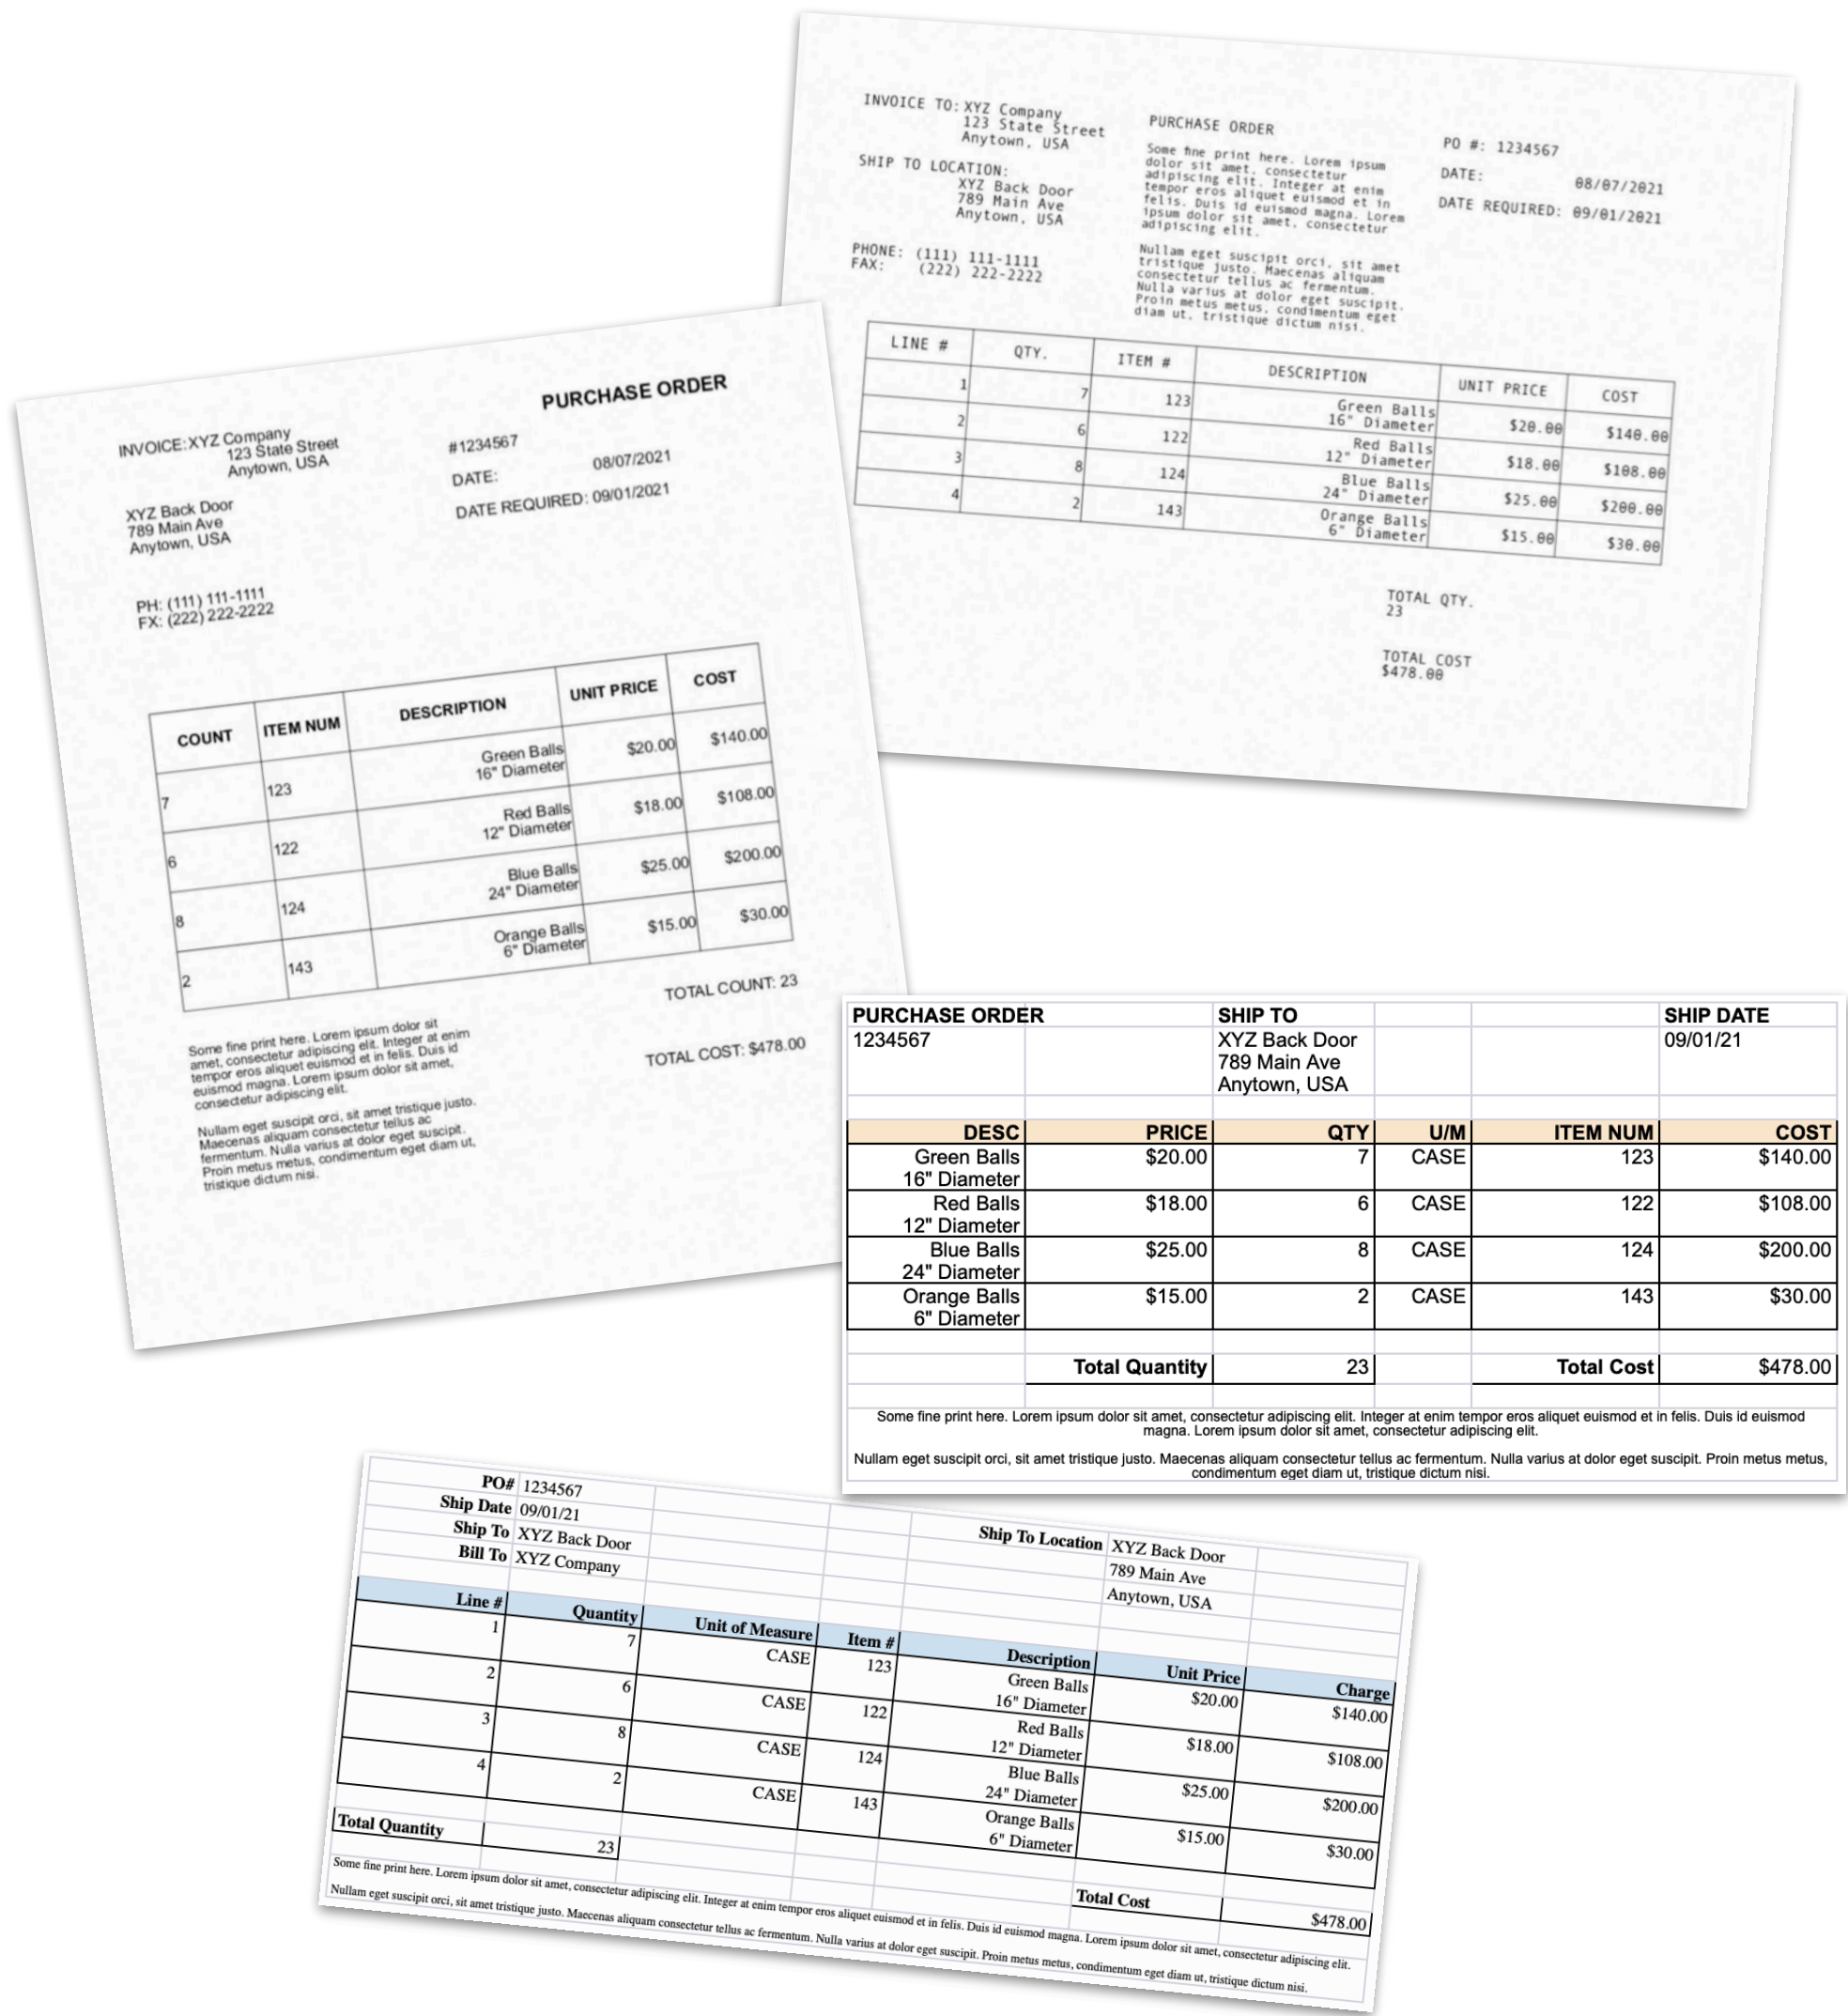 INVOICE TO: XYZ Company
123 State Street
Anytown, USA
SHIP TO LOCATION:
XYZ Back Door
789 Main Ave
Anytown, USA
PHONE: (111) 111-1111
FAX: (222) 222-2222
PURCHASE ORDER
Some fine print here. Lorem ipsum
dolor sit amet, consectetur
adipiscing elit. Integer at enim
tempor eros aliquet euismod et in
felis. Duis id euismod magna. Lorem
ipsum dolor sit amet, consectetur
adipiscing elit.
Nullam eget suscipit orci, sit amet
tristique justo. Maecenas aliquam
consectetur tellus ac fermentum.
Nulla varius at dolor eget suscipit.
Proin metus metus, condimentum eget
diam ut, tristique dictum nisi.
PO #: 1234567
DATE: 08/07/2021
DATE REQUIRED: 09/01/2021
LINE # QTY. ITEM # DESCRIPTION UNIT PRICE COST
1 7 123 Green Balls $20.00 $140.00
16" Diameter
2 6 122 Red Balls $18.00 $108.00
12" Diameter
3 8 124 Blue Balls $25.00 $200.00
24" Diameter
4 2 143 Orange Balls $15.00 $30.00
6" Diameter
TOTAL QTY.
23
TOTAL COST
$478.00
PURCHASE ORDER
INVOICE: XYZ Company
123 State Street
Anytown, USA
XYZ Back Door
789 Main Ave
Anytown, USA
PH: (111) 111-1111
FX: (222) 222-2222
#1234567
DATE: 08/07/2021
DATE REQUIRED: 09/01/2021
COUNT ITEM NUM DESCRIPTION UNIT PRICE COST
7 123 Green Balls $20.00 $140.00
16" Diameter
6 122 Red Balls $18.00 $108.00
12" Diameter
8 124 Blue Balls $25.00 $200.00
24" Diameter
2 143 Orange Balls $15.00 $30.00
6" Diameter
TOTAL COUNT: 23
TOTAL COST: $478.00
Some fine print here. Lorem ipsum dolor sit
amet, consectetur adipiscing elit. Integer at enim
tempor eros aliquet euismod et in felis. Duis id
euismod magna. Lorem ipsum dolor sit amet,
consectetur adipiscing elit.
Nullam eget suscipit orci, sit amet tristique justo.
Maecenas aliquam consectetur tellus ac
fermentum. Nulla varius at dolor eget suscipit.
Proin metus metus, condimentum eget diam ut,
tristique dictum nisi.
PURCHASE ORDER SHIP TO SHIP DATE
1234567 XYZ Back Door 09/01/21
789 Main Ave
Anytown, USA
DESC PRICE QTY U/M ITEM NUM COST
Green Balls $20.00 7 CASE 123 $140.00
16" Diameter
Red Balls $18.00 6 CASE 122 $108.00
12" Diameter
Blue Balls $25.00 8 CASE 124 $200.00
24" Diameter
Orange Balls $15.00 2 CASE 143 $30.00
6" Diameter
Total Quantity 23 Total Cost $478.00
Some fine print here. Lorem ipsum dolor sit amet, consectetur adipiscing elit. Integer at enim tempor eros aliquet euismod et in felis. Duis id euismod
magna. Lorem ipsum dolor sit amet, consectetur adipiscing elit.
Nullam eget suscipit orci, sit amet tristique justo. Maecenas aliquam consectetur tellus ac fermentum. Nulla varius at dolor eget suscipit. Proin metus metus,
condimentum eget diam ut, tristique dictum nisi.
PO# 1234567
Ship Date 09/01/21
Ship To XYZ Back Door
Bill To XYZ Company
Ship To Location XYZ Back Door
789 Main Ave
Anytown, USA
Line # Quantity Unit of Measure Item # Description Unit Price Charge
1 7 CASE 123 Green Balls $20.00 $140.00
16" Diameter
2 6 CASE 122 Red Balls $18.00 $108.00
12" Diameter
3 8 CASE 124 Blue Balls $25.00 $200.00
24" Diameter
4 2 CASE 143 Orange Balls $15.00 $30.00
6" Diameter
Total Quantity 23
Total Cost $478.00
Some fine print here. Lorem ipsum dolor sit amet, consectetur adipiscing elit. Integer at enim tempor eros aliquet euismod et in felis. Duis id euismod magna. Lorem ipsum dolor sit amet, consectetur adipiscing elit.
Nullam eget suscipit orci, sit amet tristique justo. Maecenas aliquam consectetur tellus ac fermentum. Nulla varius at dolor eget suscipit. Proin metus metus, condimentum eget diam ut, tristique dictum nisi.